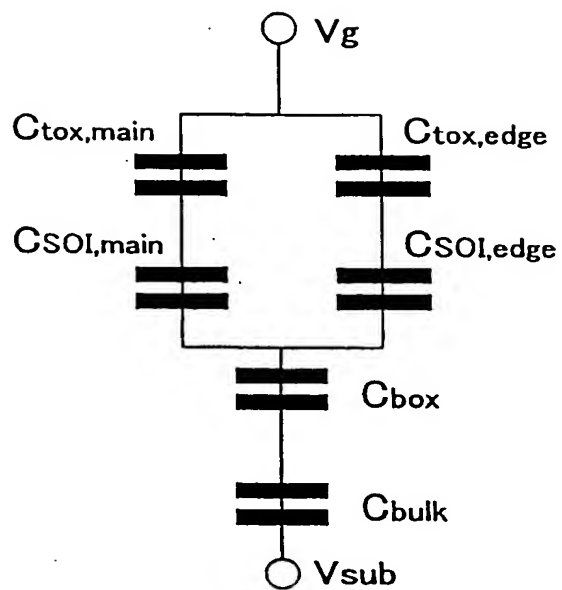 Vg
Ctox,main
Ctox,edge
CSOI,main
CSOI,edge
Cbox
Cbulk
Vsub